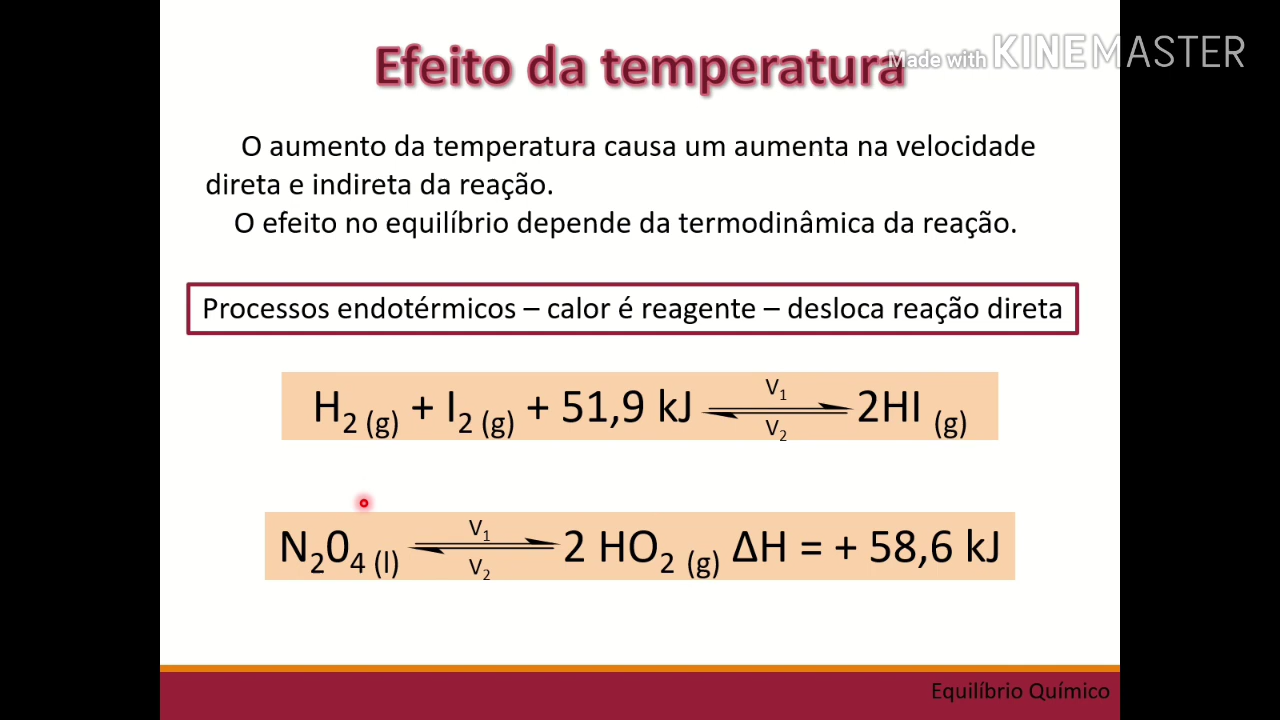 Efeito da temperatura
Made with KINEMASTER
O aumento da temperatura causa um aumenta na velocidade
direta e indireta da reação.
O efeito no equilíbrio depende da termodinâmica da reação.
Processos endotérmicos – calor é reagente – desloca reação direta
V₁
H₂ (g) + I₂ (g) + 51,9 kJ ⇌ 2HI (g)
V₂
V₁
N₂0₄ (l) ⇌ 2 HO₂ (g) ΔH = + 58,6 kJ
V₂
Equilíbrio Químico